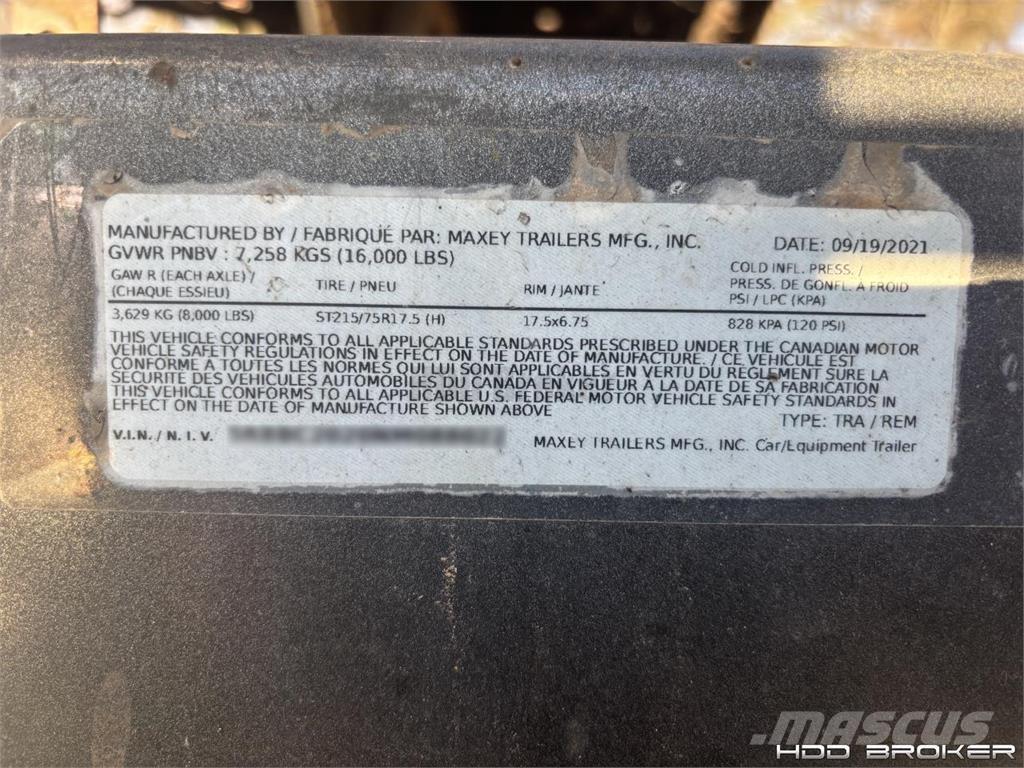 MANUFACTURED BY / FABRIQUÉ PAR: MAXEY TRAILERS MFG., INC.
DATE: 09/19/2021
GVWR PNBV : 7,258 KGS (16,000 LBS)
GAW R (EACH AXLE) / (CHAQUE ESSIEU)
TIRE / PNEU
RIM / JANTE
COLD INFL. PRESS. /
PRESS. DE GONFL. À FROID
PSI / LPC (KPA)
3,629 KG (8,000 LBS) ST215/75R17.5 (H) 17.5x6.75 828 KPA (120 PSI)
THIS VEHICLE CONFORMS TO ALL APPLICABLE STANDARDS PRESCRIBED UNDER THE CANADIAN MOTOR
VEHICLE SAFETY REGULATIONS IN EFFECT ON THE DATE OF MANUFACTURE. / CE VEHICULE EST
CONFORME A TOUTES LES NORMES QUI LUI SONT APPLICABLES EN VERTU DU REGLEMENT SURE LA
SECURITE DES VEHICULES AUTOMOBILES DU CANADA EN VIGUEUR A LA DATE DE SA FABRICATION
THIS VEHICLE CONFORMS TO ALL APPLICABLE U.S. FEDERAL MOTOR VEHICLE SAFETY STANDARDS IN
EFFECT ON THE DATE OF MANUFACTURE SHOWN ABOVE
TYPE: TRA / REM
V.I.N. / N. I. V.
MAXEY TRAILERS MFG., INC. Car/Equipment Trailer
MASCUS
HDD BROKER